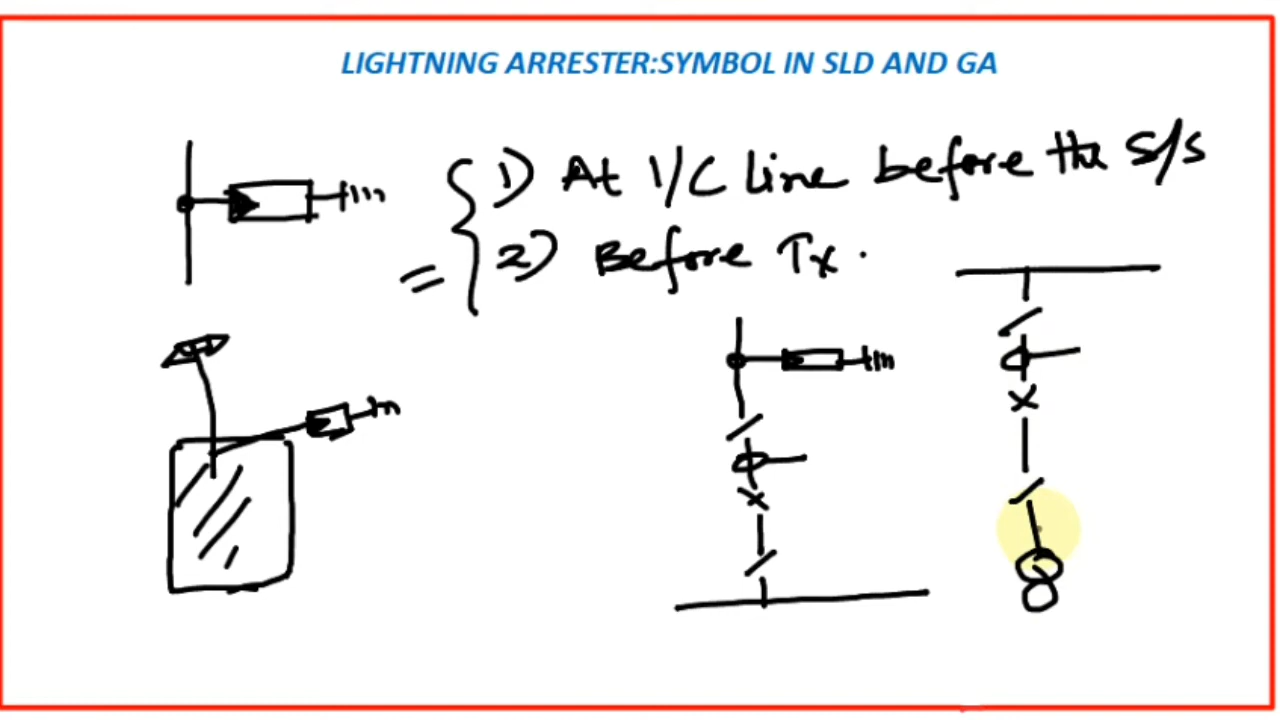 LIGHTNING ARRESTER:SYMBOL IN SLD AND GA
1) At I/C line before the S/S
2) Before Tx.